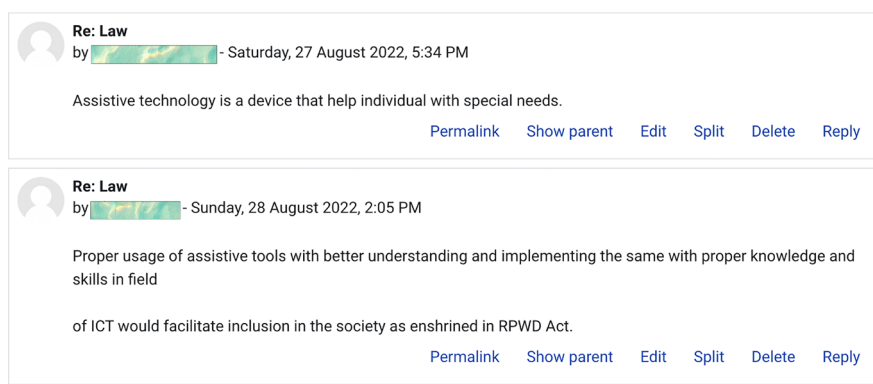 Re: Law
by - Saturday, 27 August 2022, 5:34 PM
Assistive technology is a device that help individual with special needs.
Permalink Show parent Edit Split Delete Reply
Re: Law
by - Sunday, 28 August 2022, 2:05 PM
Proper usage of assistive tools with better understanding and implementing the same with proper knowledge and
skills in field
of ICT would facilitate inclusion in the society as enshrined in RPWD Act.
Permalink Show parent Edit Split Delete Reply